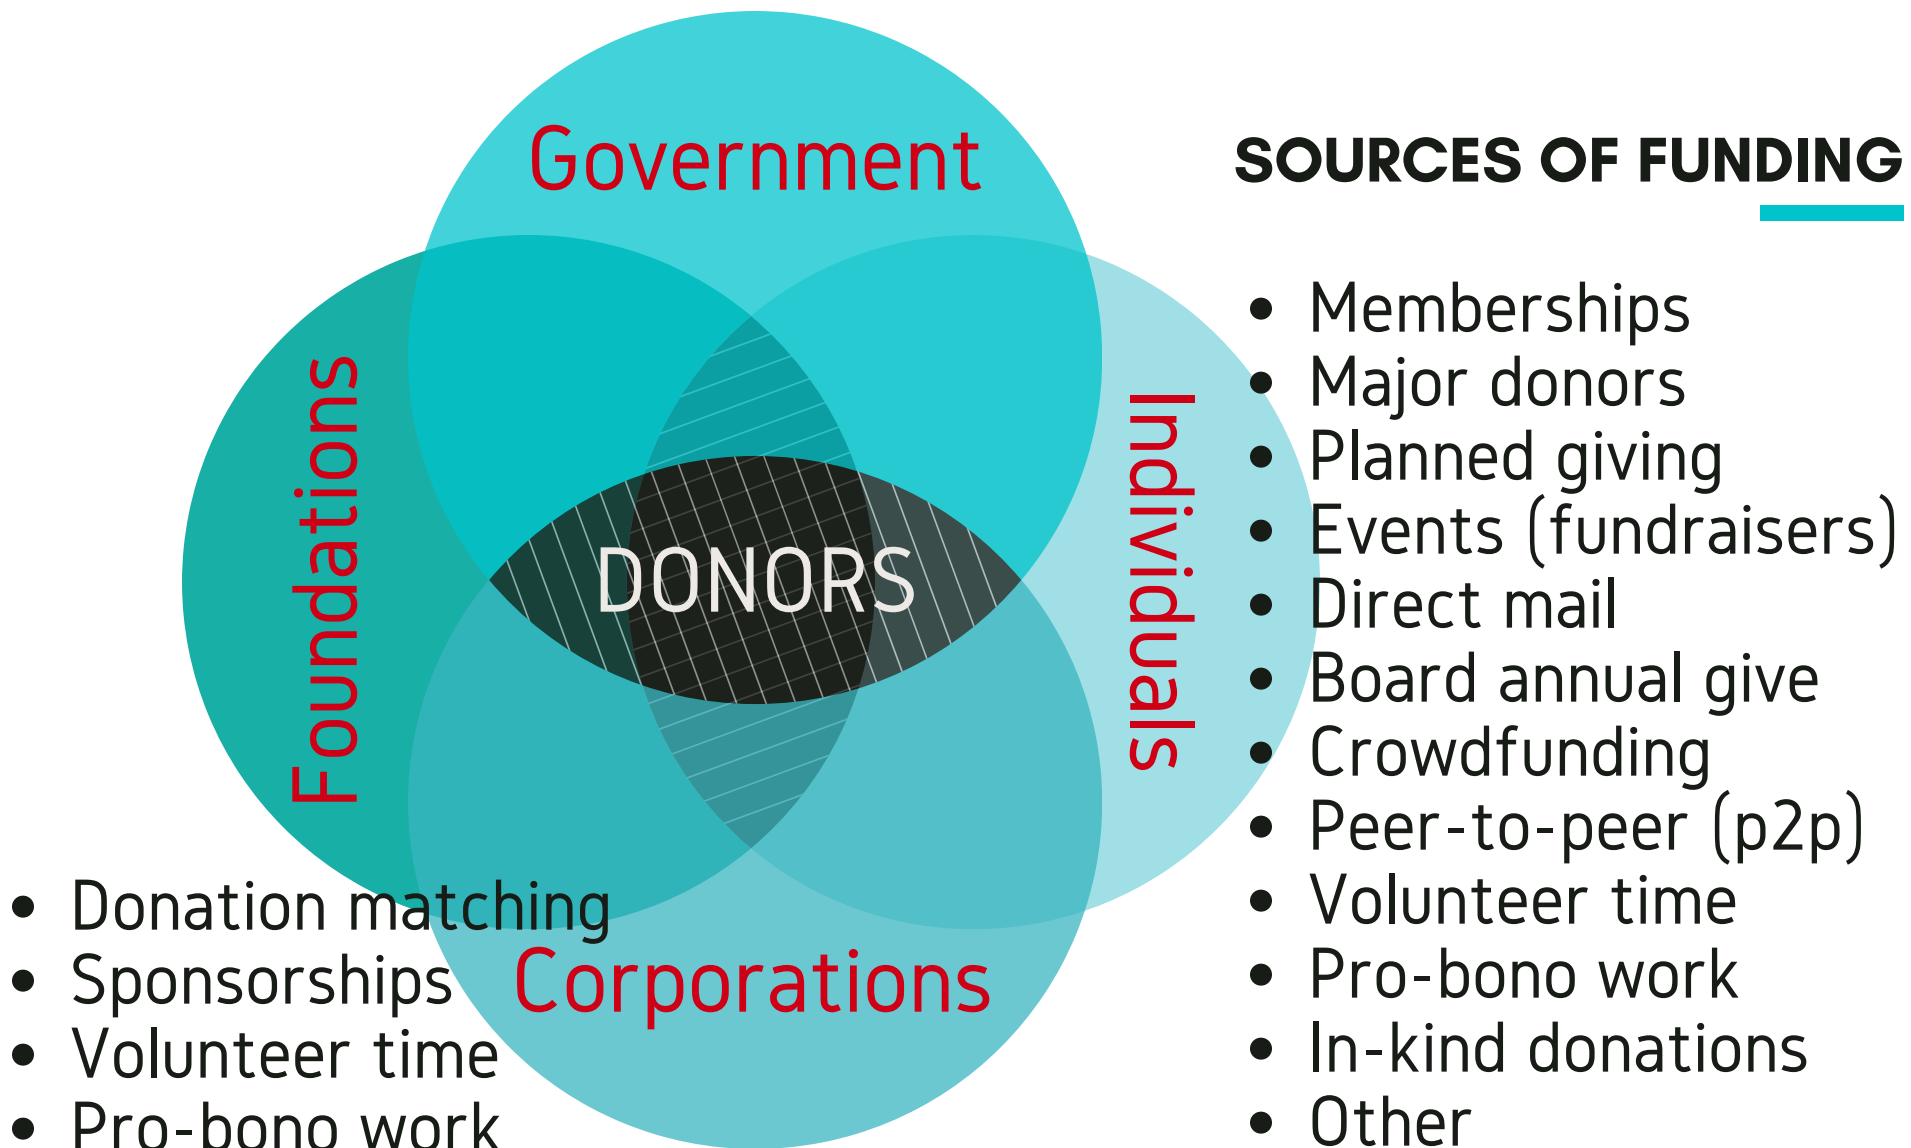 Government
SOURCES OF FUNDING
Foundations
DONORS
Individuals
Corporations
• Memberships
• Major donors
• Planned giving
• Events (fundraisers)
• Direct mail
• Board annual give
• Crowdfunding
• Peer-to-peer (p2p)
• Volunteer time
• Pro-bono work
• In-kind donations
• Other
• Donation matching
• Sponsorships
• Volunteer time
• Pro-bono work